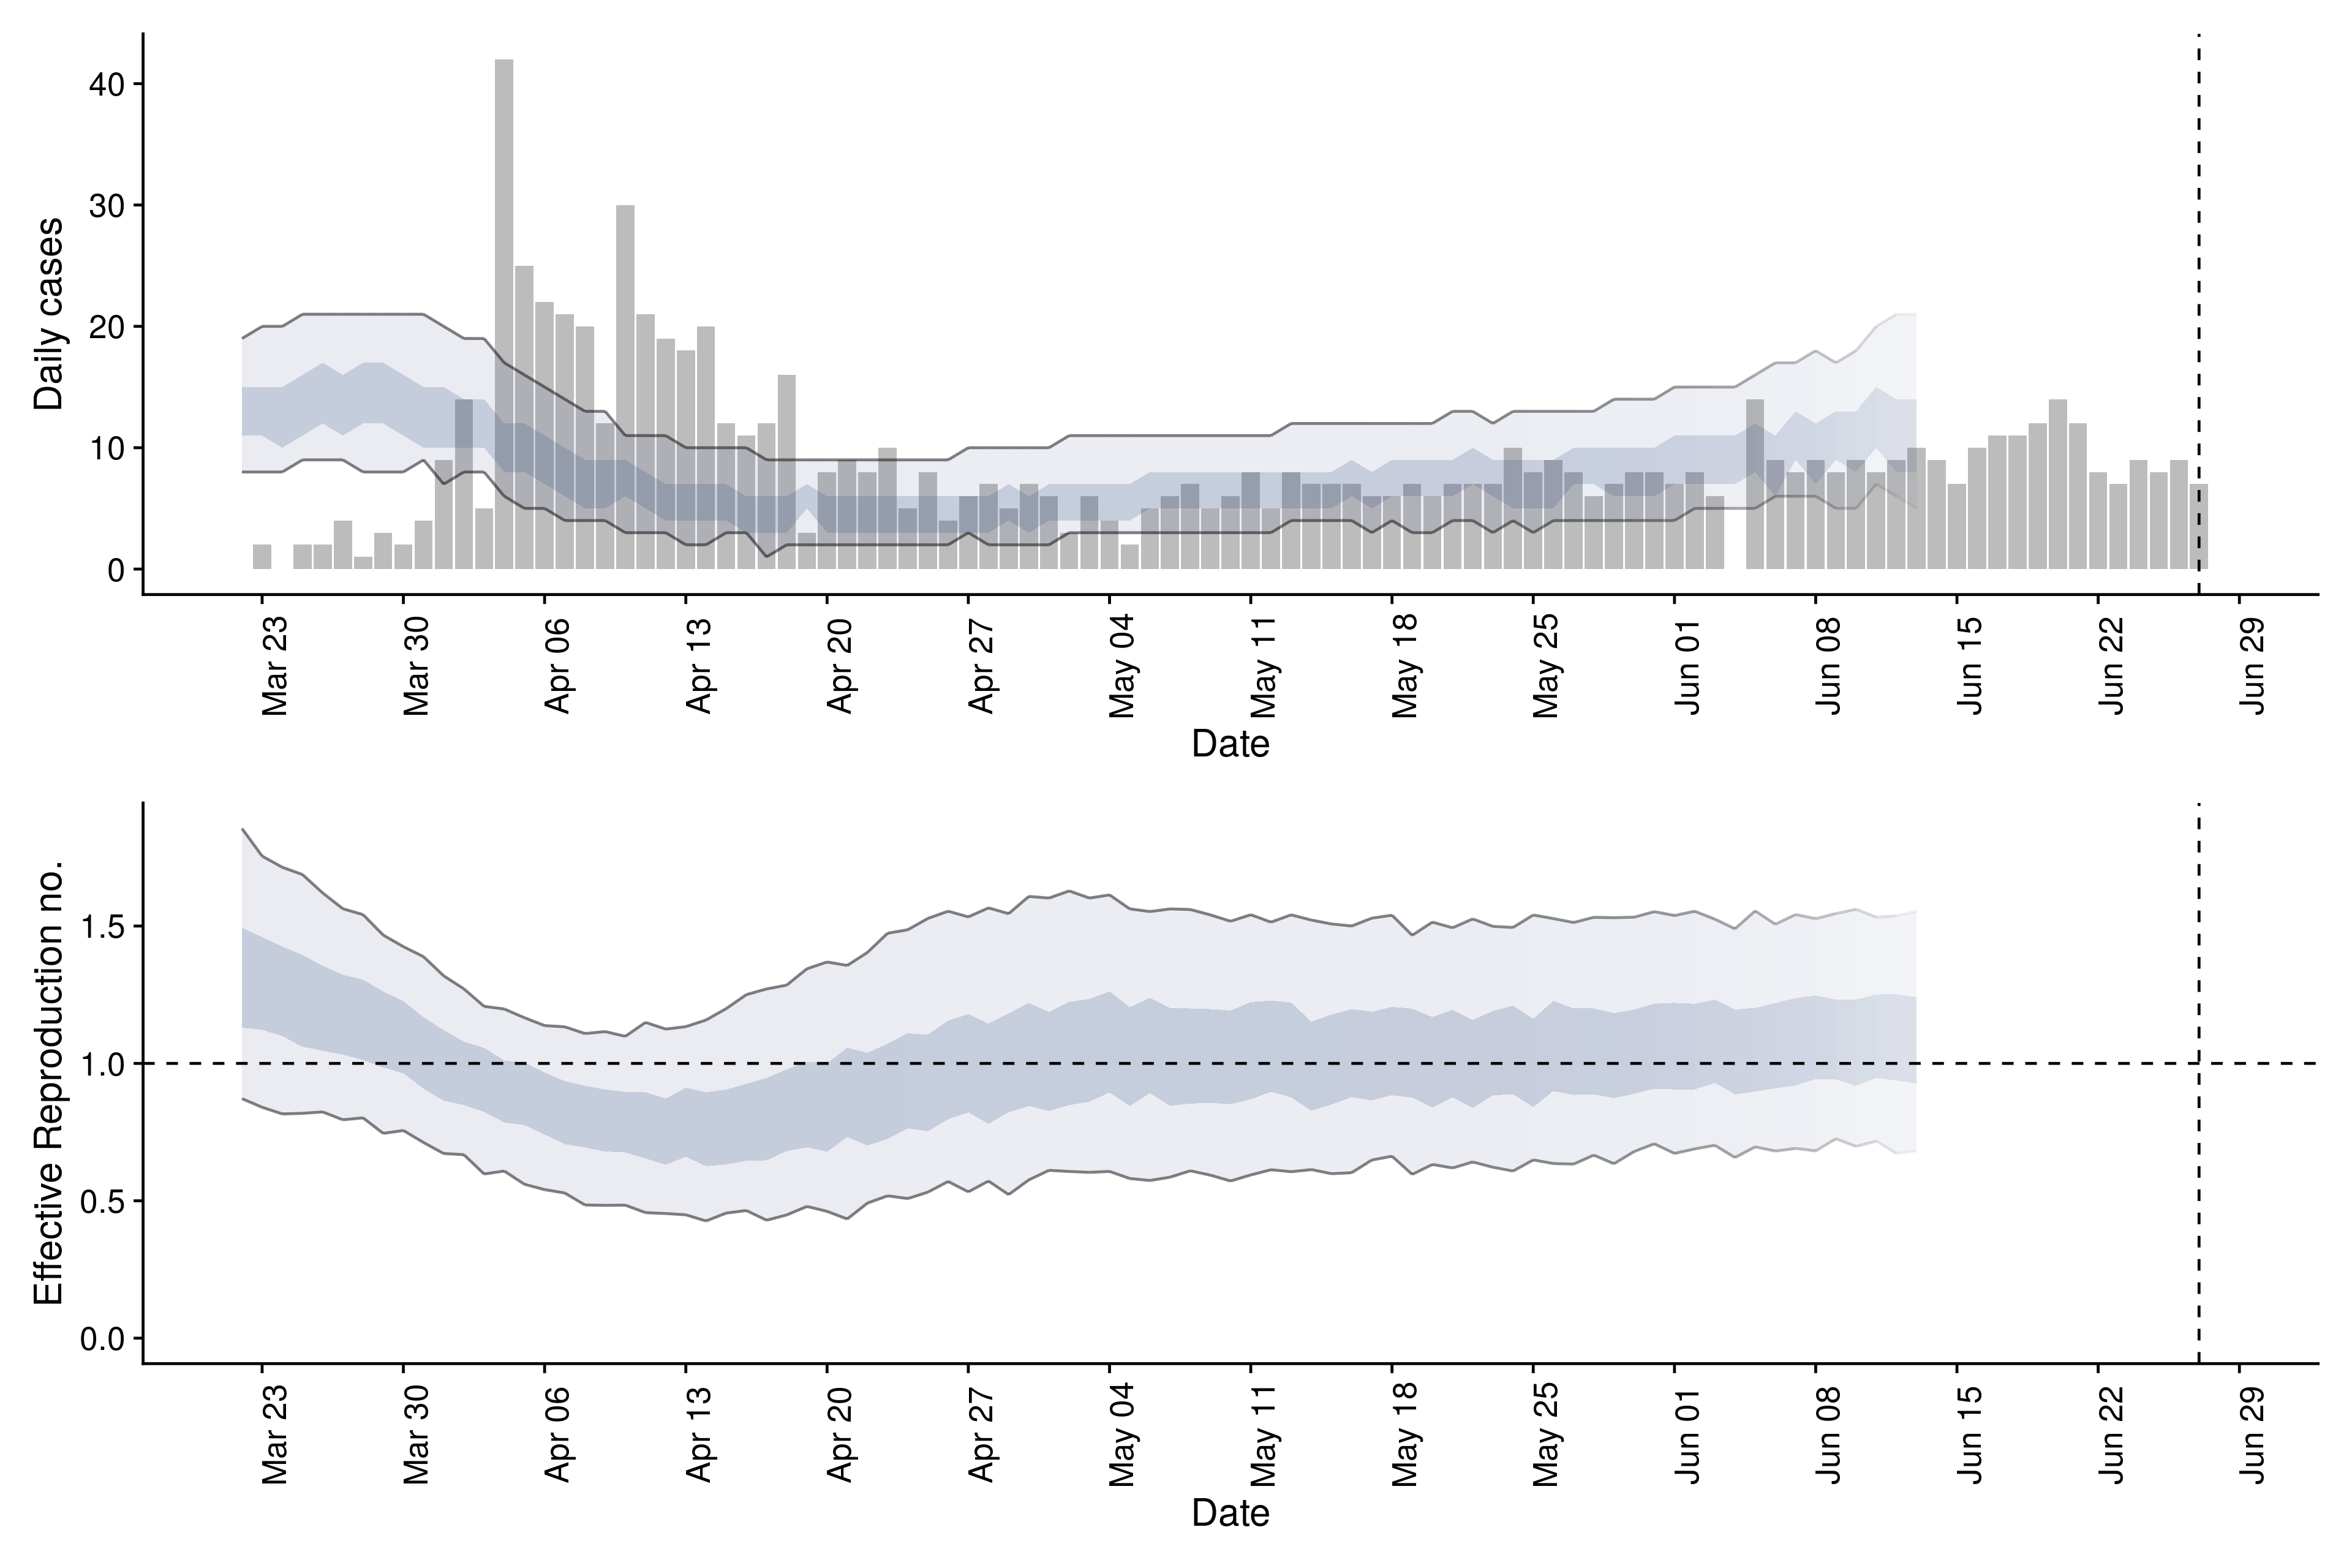 Daily cases
40
30
20
10
0
Mar 23
Mar 30
Apr 06
Apr 13
Apr 20
Apr 27
May 04
May 11
May 18
May 25
Jun 01
Jun 08
Jun 15
Jun 22
Jun 29
Date
Effective Reproduction no.
1.5
1.0
0.5
0.0
Mar 23
Mar 30
Apr 06
Apr 13
Apr 20
Apr 27
May 04
May 11
May 18
May 25
Jun 01
Jun 08
Jun 15
Jun 22
Jun 29
Date